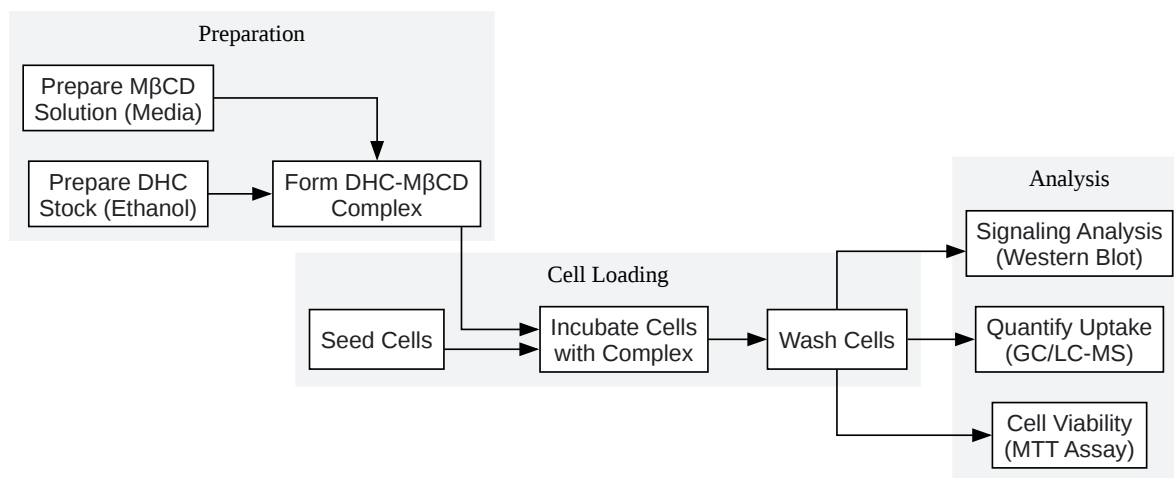 Preparation
Prepare MβCD
Solution (Media)
Prepare DHC
Stock (Ethanol)
Form DHC-MβCD
Complex
Cell Loading
Seed Cells
Incubate Cells
with Complex
Wash Cells
Analysis
Signaling Analysis
(Western Blot)
Quantify Uptake
(GC/LC-MS)
Cell Viability
(MTT Assay)